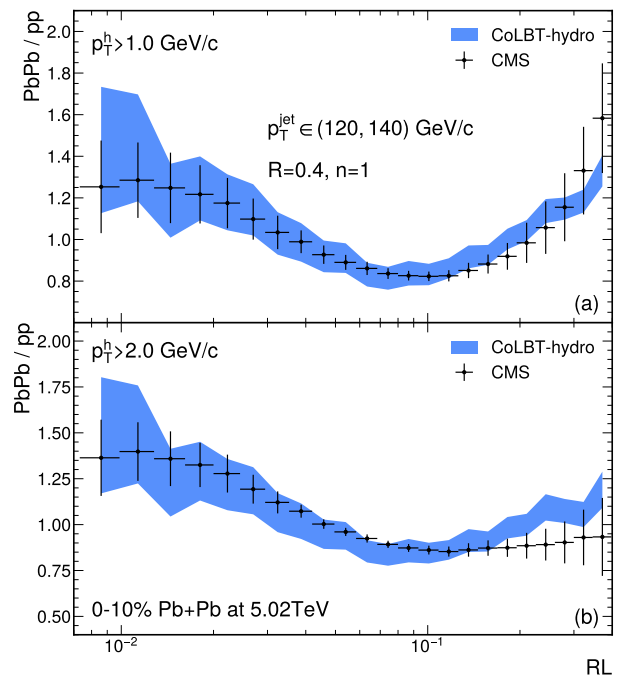 PbPb / pp
2.0
1.8
1.6
1.4
1.2
1.0
0.8
p_T^h>1.0 GeV/c
CoLBT-hydro
CMS
p_T^jet ∈ (120, 140) GeV/c
R=0.4, n=1
(a)
PbPb / pp
2.00
1.75
1.50
1.25
1.00
0.75
0.50
p_T^h>2.0 GeV/c
CoLBT-hydro
CMS
0-10% Pb+Pb at 5.02TeV
(b)
10^−2
10^−1
RL